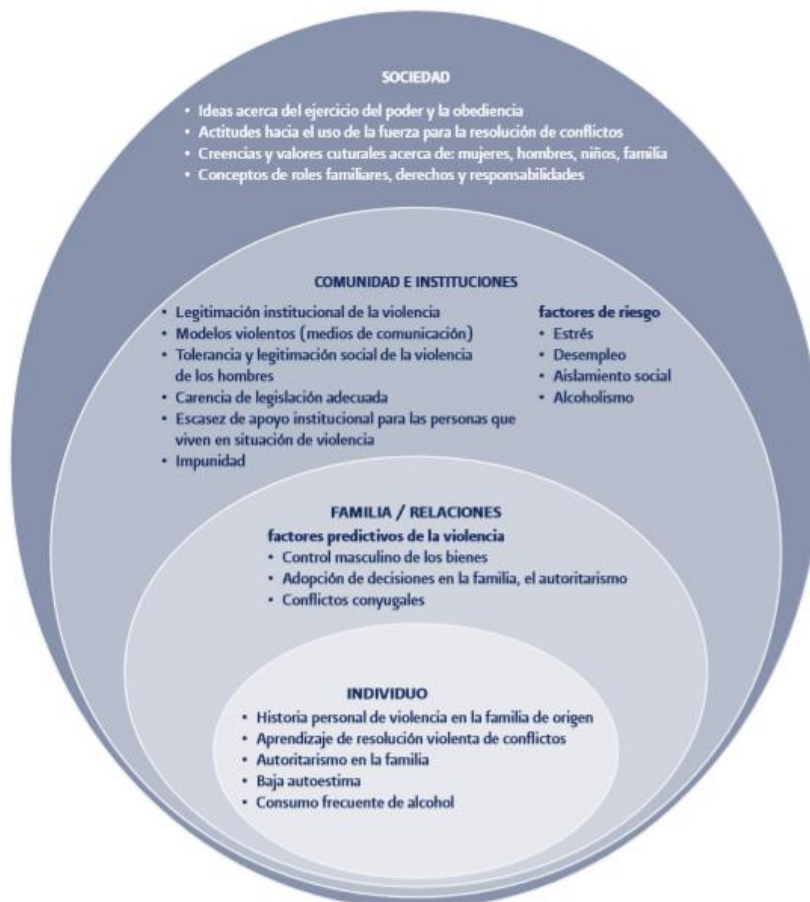 SOCIEDAD
• Ideas acerca del ejercicio del poder y la obediencia
• Actitudes hacia el uso de la fuerza para la resolución de conflictos
• Creencias y valores cuturales acerca de: mujeres, hombres, niños, familia
• Conceptos de roles familiares, derechos y responsabilidades
COMUNIDAD E INSTITUCIONES
• Legitimación institucional de la violencia
• Modelos violentos (medios de comunicación)
• Tolerancia y legitimación social de la violencia
de los hombres
• Carencia de legislación adecuada
• Escasez de apoyo institucional para las personas que
viven en situación de violencia
• Impunidad
factores de riesgo
• Estrés
• Desempleo
• Aislamiento social
• Alcoholismo
FAMILIA / RELACIONES
factores predictivos de la violencia
• Control masculino de los bienes
• Adopción de decisiones en la familia, el autoritarismo
• Conflictos conyugales
INDIVIDUO
• Historia personal de violencia en la familia de origen
• Aprendizaje de resolución violenta de conflictos
• Autoritarismo en la familia
• Baja autoestima
• Consumo frecuente de alcohol